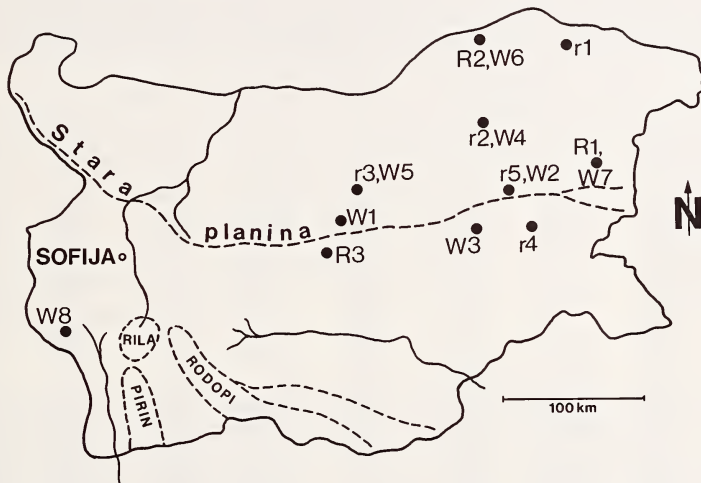 R2,W6
r1
r2,W4
R1,
W7
r3,W5
r5,W2
Stara
planina
W1
W3
r4
R3
N
SOFIJA
W8
RILA
PIRIN
RODOPI
100 km